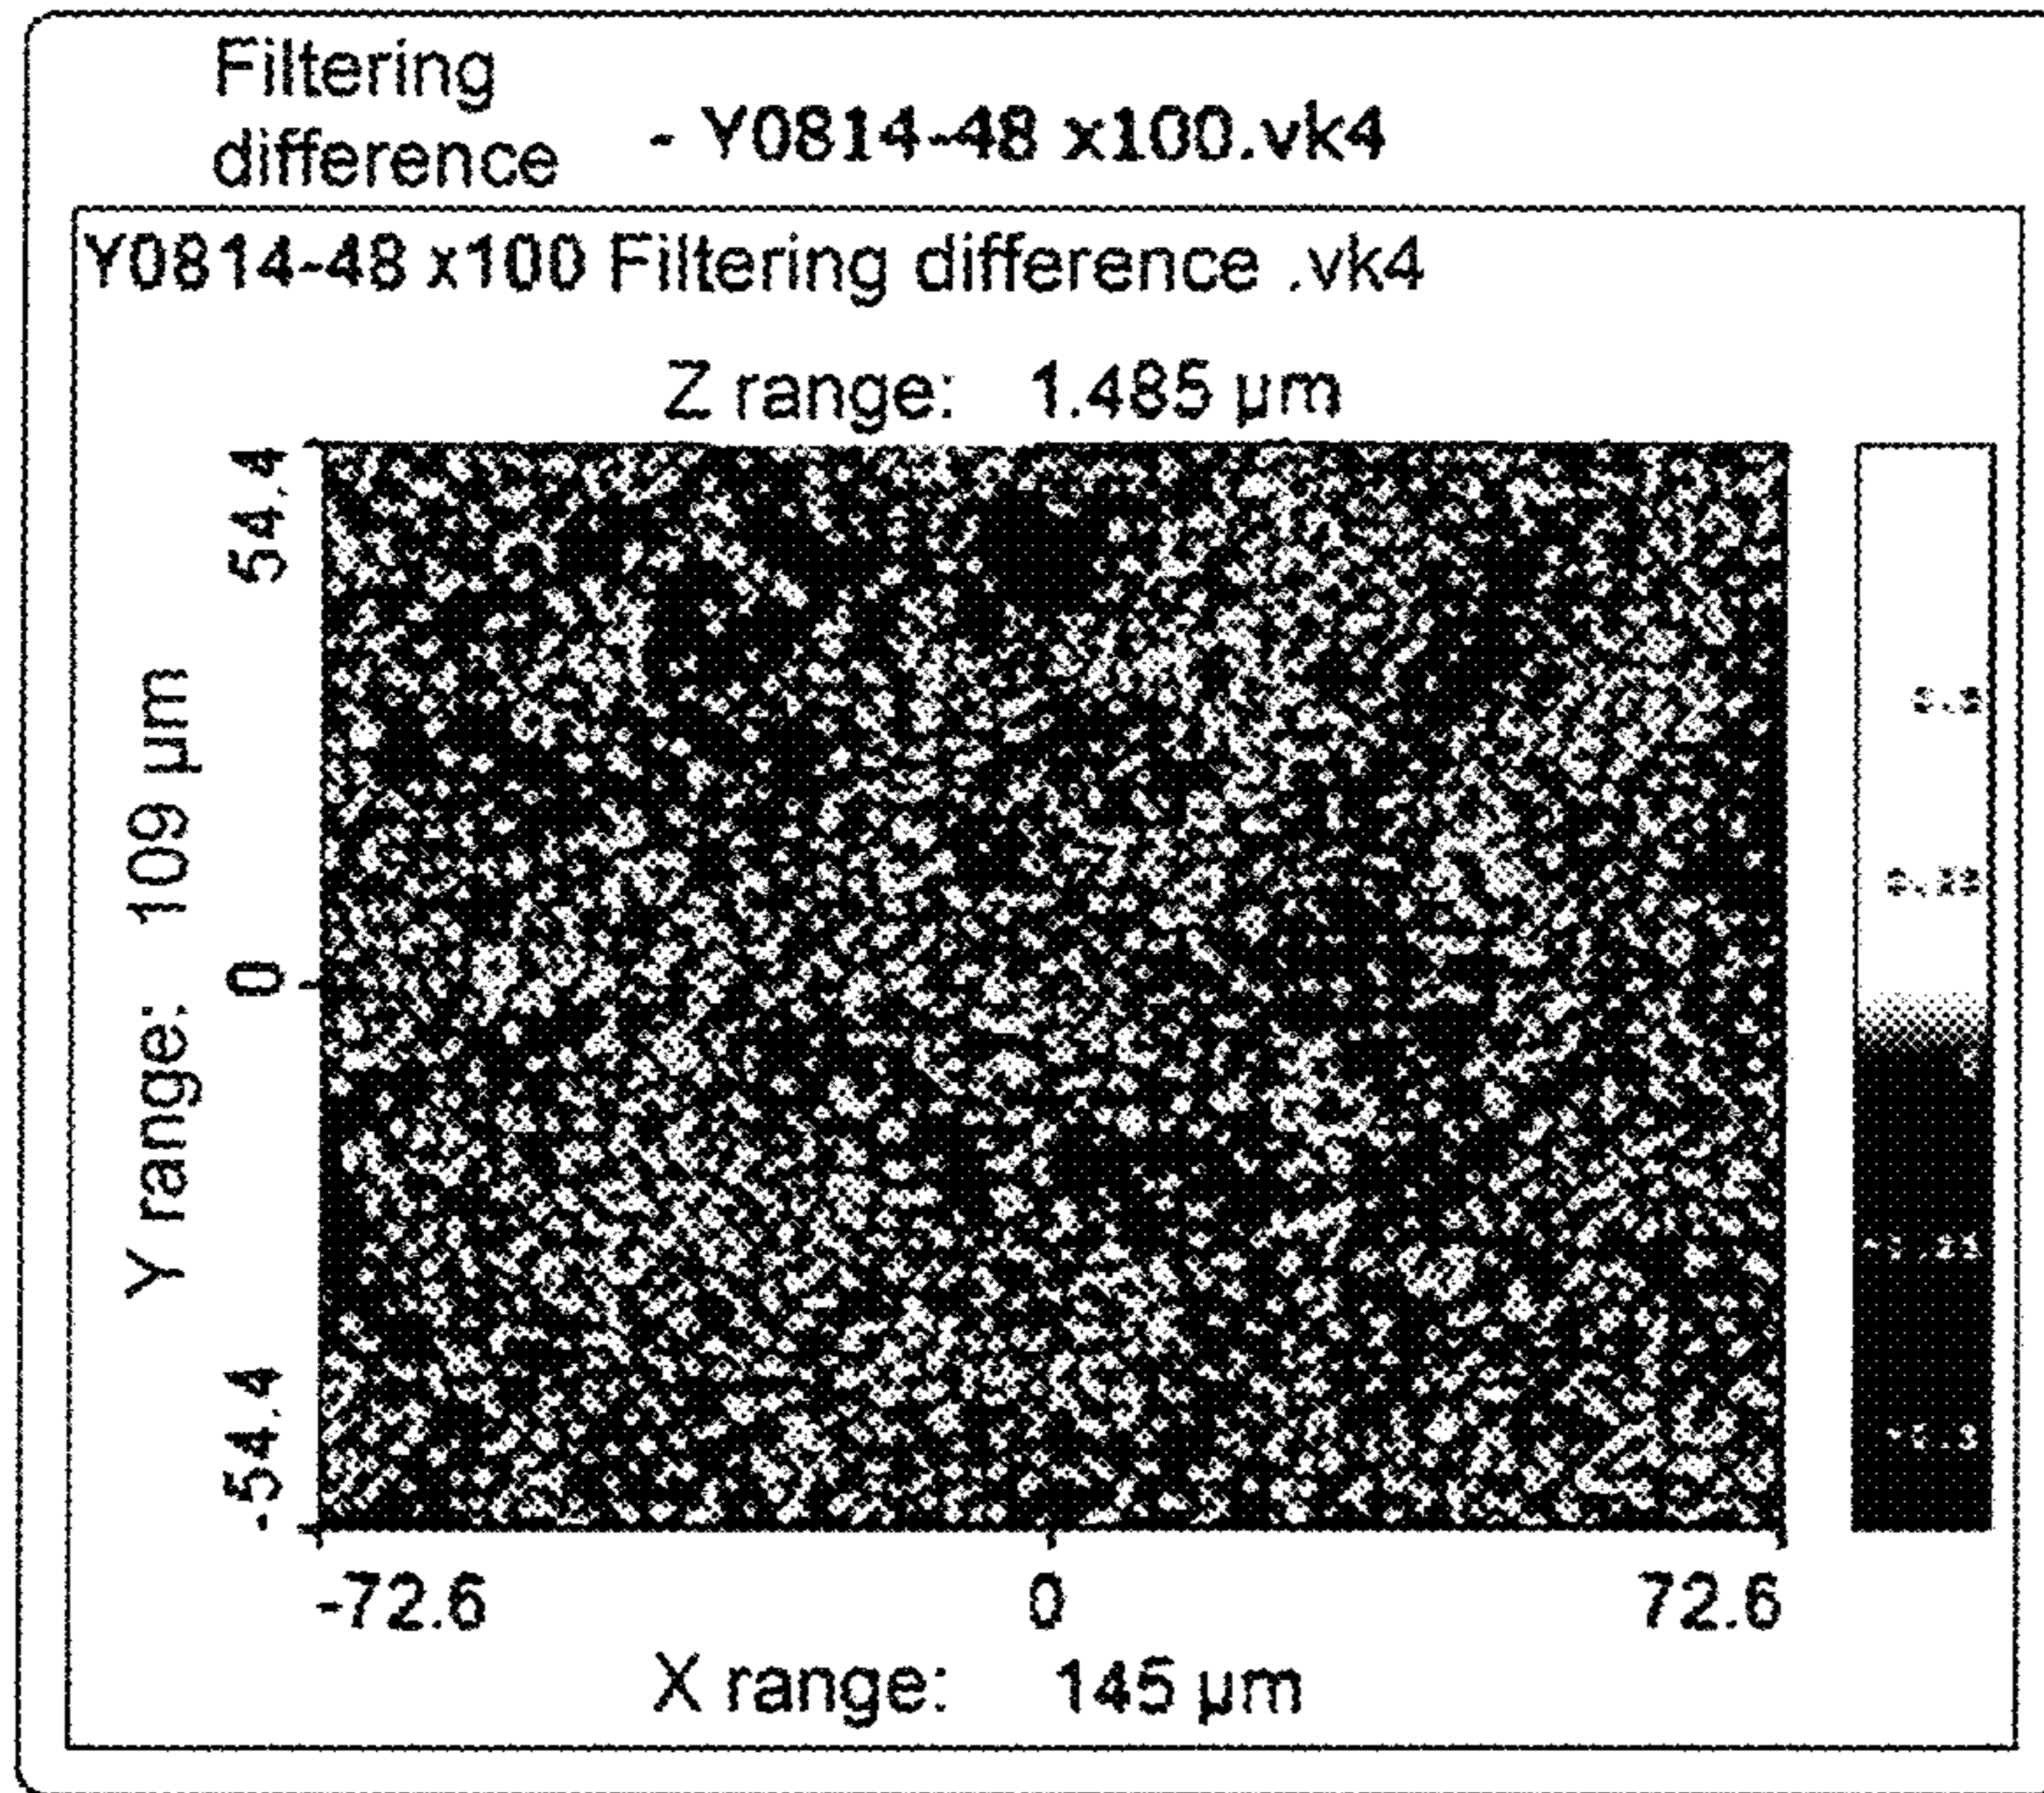 Filtering
difference - Y0814-48 x100.vk4
Y0814-48 x100 Filtering difference .vk4
Z range: 1.485 µm
54.4
Y range: 109 µm
0
-54.4
-72.6 0 72.6
X range: 145 µm